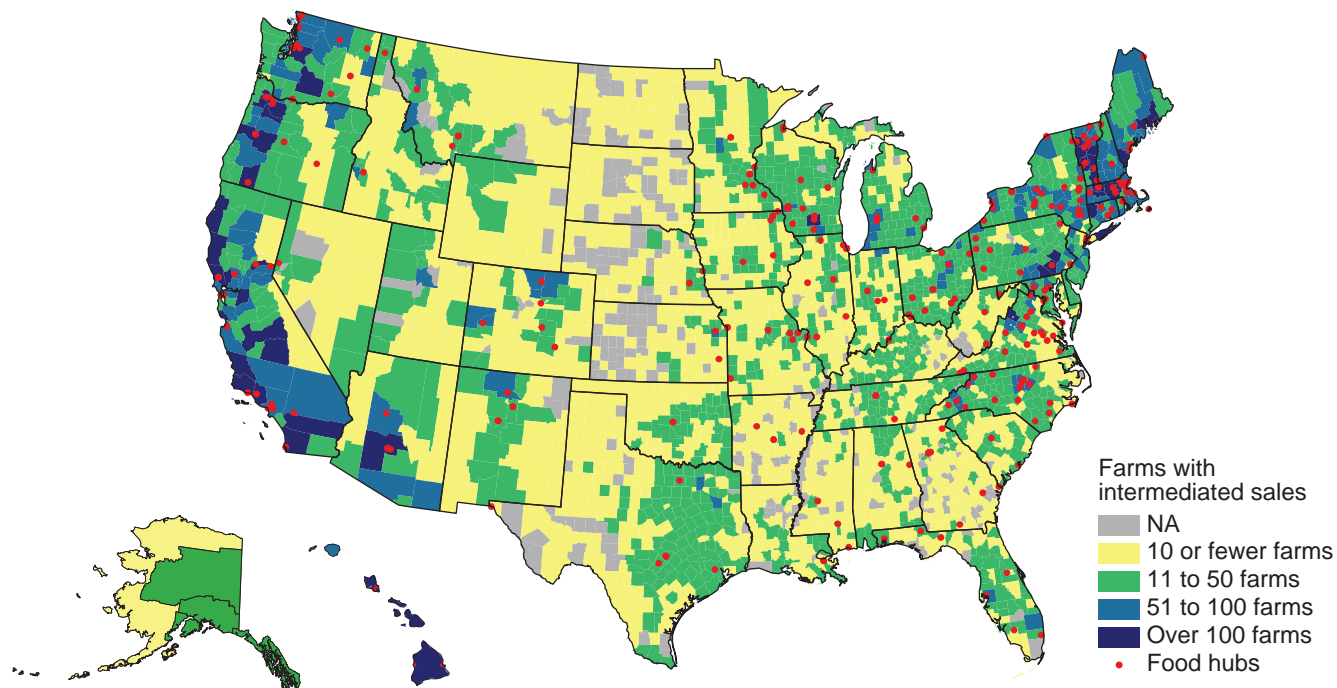 Farms with
intermediated sales
NA
10 or fewer farms
11 to 50 farms
51 to 100 farms
Over 100 farms
Food hubs